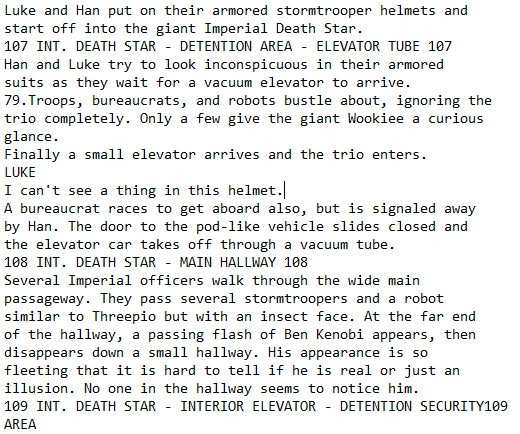 Luke and Han put on their armored stormtrooper helmets and
start off into the giant Imperial Death Star.
107 INT. DEATH STAR - DETENTION AREA - ELEVATOR TUBE 107
Han and Luke try to look inconspicuous in their armored
suits as they wait for a vacuum elevator to arrive.
79.Troops, bureaucrats, and robots bustle about, ignoring the
trio completely. Only a few give the giant Wookiee a curious
glance.
Finally a small elevator arrives and the trio enters.
LUKE
I can't see a thing in this helmet.
A bureaucrat races to get aboard also, but is signaled away
by Han. The door to the pod-like vehicle slides closed and
the elevator car takes off through a vacuum tube.
108 INT. DEATH STAR - MAIN HALLWAY 108
Several Imperial officers walk through the wide main
passageway. They pass several stormtroopers and a robot
similar to Threepio but with an insect face. At the far end
of the hallway, a passing flash of Ben Kenobi appears, then
disappears down a small hallway. His appearance is so
fleeting that it is hard to tell if he is real or just an
illusion. No one in the hallway seems to notice him.
109 INT. DEATH STAR - INTERIOR ELEVATOR - DETENTION SECURITY109
AREA